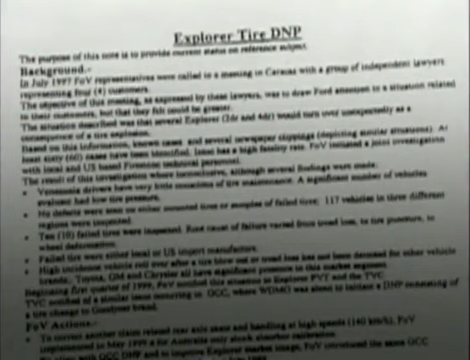 Explorer Tire DNP
The purpose of this note is to provide current status on reference subject.
Background.-
In July 1997 FoV representatives were called to a meeting in Caracas with a group of independent lawyers
representing four (4) customers.
The objective of this meeting, as expressed by these lawyers, was to draw Ford attention to a situation related
to their customers, but that they felt could be greater.
The situation described was that several Explorer (2dr and 4dr) would turn over unexpectedly as a
consequence of a tire explosion.
Based on this information, known cases and several newspaper clippings (depicting similar situations). At
least sixty (60) cases have been identified. Issue has a high fatality rate. FoV initiated a joint investigation
with local and US based Firestone technical personnel.
The result of this investigation where inconclusive, although several findings were made:
• Venezuela drivers have very little conscious of tire maintenance. A significant number of vehicles
evaluated had low tire pressure.
• No defects were seen on either mounted tires or samples of failed tires; 117 vehicles in three different
regions were inspected.
• Ten (10) failed tires were inspected. Root cause of failure varied from tread loss, to tire puncture, to
wheel deformation.
• Failed tire were either local or US import manufacture.
• High incidence vehicle roll over after a tire blow out or tread loss has not been detected for other vehicle
brands. Toyota, GM and Chrysler all have significant presence in this market segment.
Beginning first quarter of 1999, FoV notified this situation to Explorer PVT and the TVC.
TVC notified of a similar issue occurring in GCC, where WDMO was about to initiate a DNP consisting of
a tire change to Goodyear brand.
FoV Actions.-
• To correct another claim related rear axle skate and handling at high speeds (140 km/h), FoV
implemented in May 1999 a for Australia only shock absorber calibration.
GCC DNP and to improve Explorer market image, FoV introduced the same GCC
1999